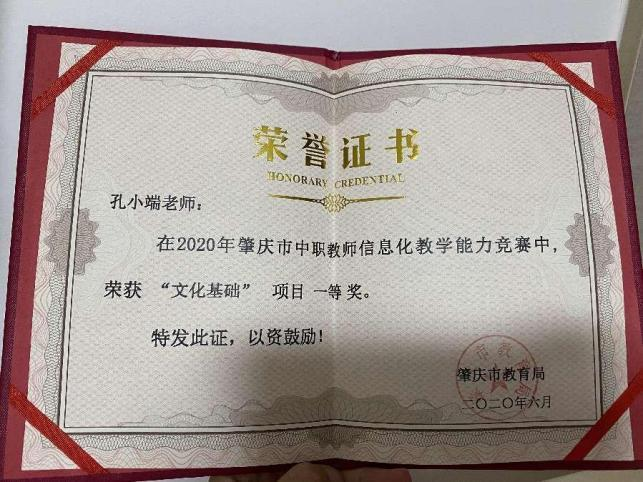 荣誉证书
HONORARY CREDENTIAL
孔小端老师：
在2020年肇庆市中职教师信息化教学能力竞赛中，
荣获 “文化基础” 项目 一等奖。
特发此证，以资鼓励！
肇庆市教育局
二〇二〇年六月